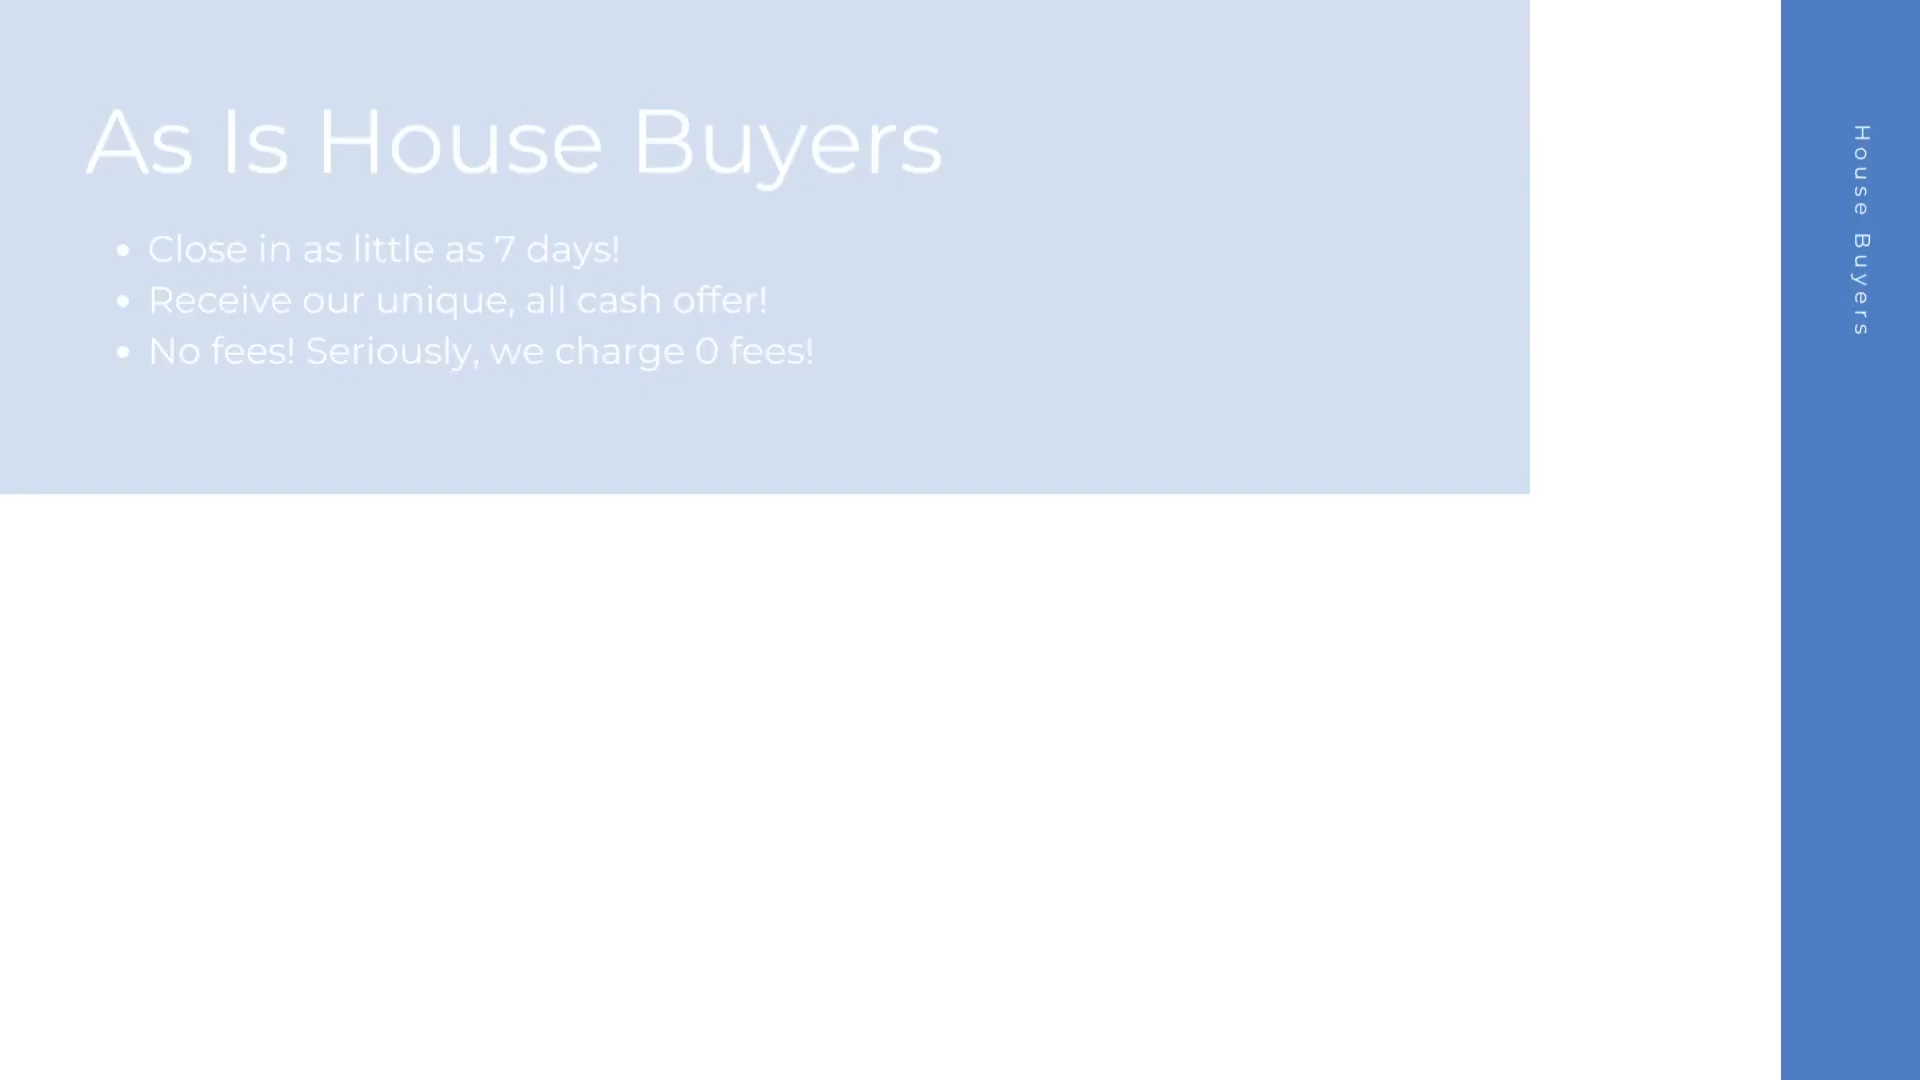 As Is House Buyers
• Close in as little as 7 days!
• Receive our unique, all cash offer!
• No fees! Seriously, we charge 0 fees!
House Buyers